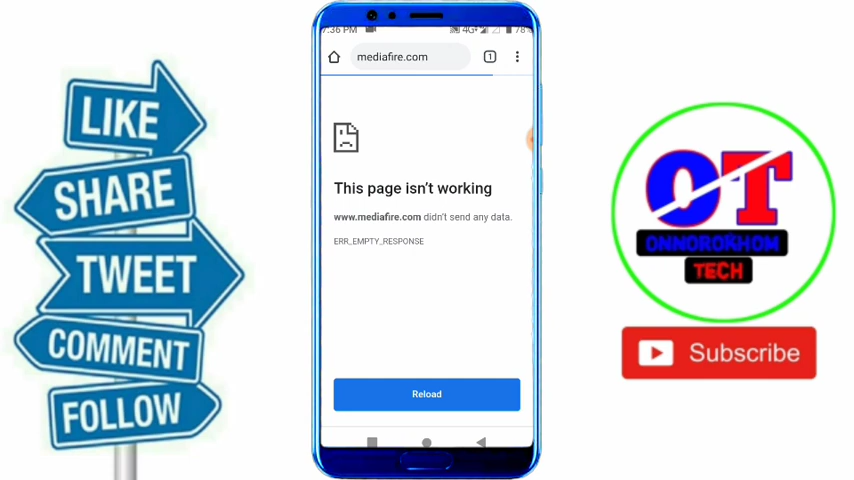 LIKE
SHARE
TWEET
COMMENT
FOLLOW
7:36 PM 4G 78
mediafire.com 1
This page isn’t working
www.mediafire.com didn’t send any data.
ERR_EMPTY_RESPONSE
Reload
OT
ONNOROKHOM
TECH
Subscribe